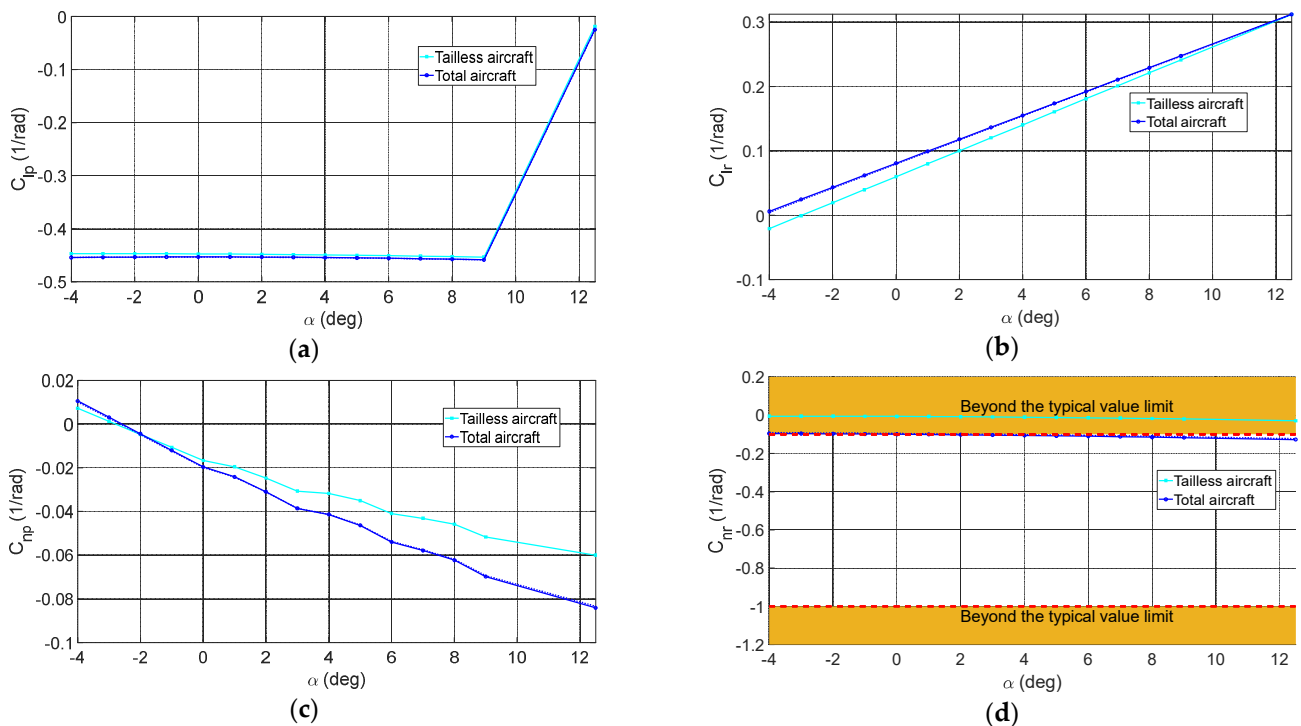 0
-0.1
-0.2
-0.3
-0.4
-0.5
C_lp (1/rad)
Tailless aircraft
Total aircraft
-4 -2 0 2 4 6 8 10 12
α (deg)
(a)
0.3
0.2
0.1
0
-0.1
C_lr (1/rad)
Tailless aircraft
Total aircraft
-4 -2 0 2 4 6 8 10 12
α (deg)
(b)
0.02
0
-0.02
-0.04
-0.06
-0.08
-0.1
C_np (1/rad)
Tailless aircraft
Total aircraft
-4 -2 0 2 4 6 8 10 12
α (deg)
(c)
0.2
0
-0.2
-0.4
-0.6
-0.8
-1
-1.2
C_nr (1/rad)
Beyond the typical value limit
Tailless aircraft
Total aircraft
Beyond the typical value limit
-4 -2 0 2 4 6 8 10 12
α (deg)
(d)